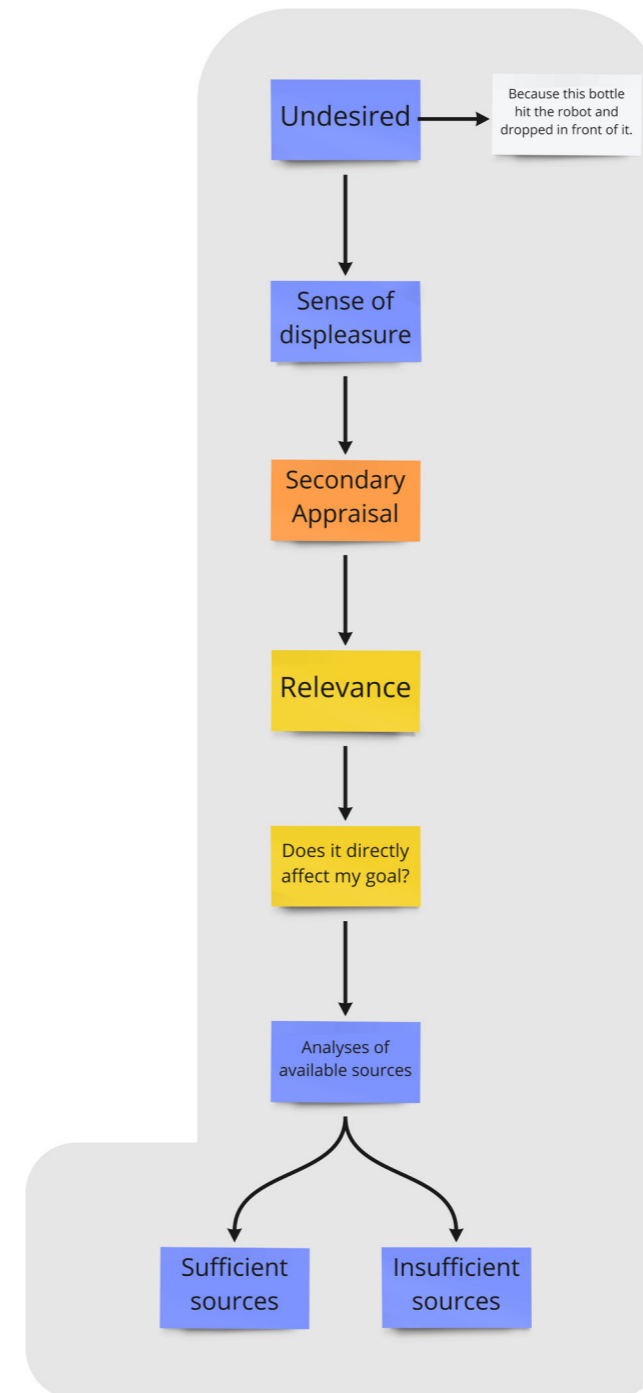 Undesired
Because this bottle
hit the robot and
dropped in front of it.
Sense of
displeasure
Secondary
Appraisal
Relevance
Does it directly
affect my goal?
Analyses of
available sources
Sufficient
sources
Insufficient
sources